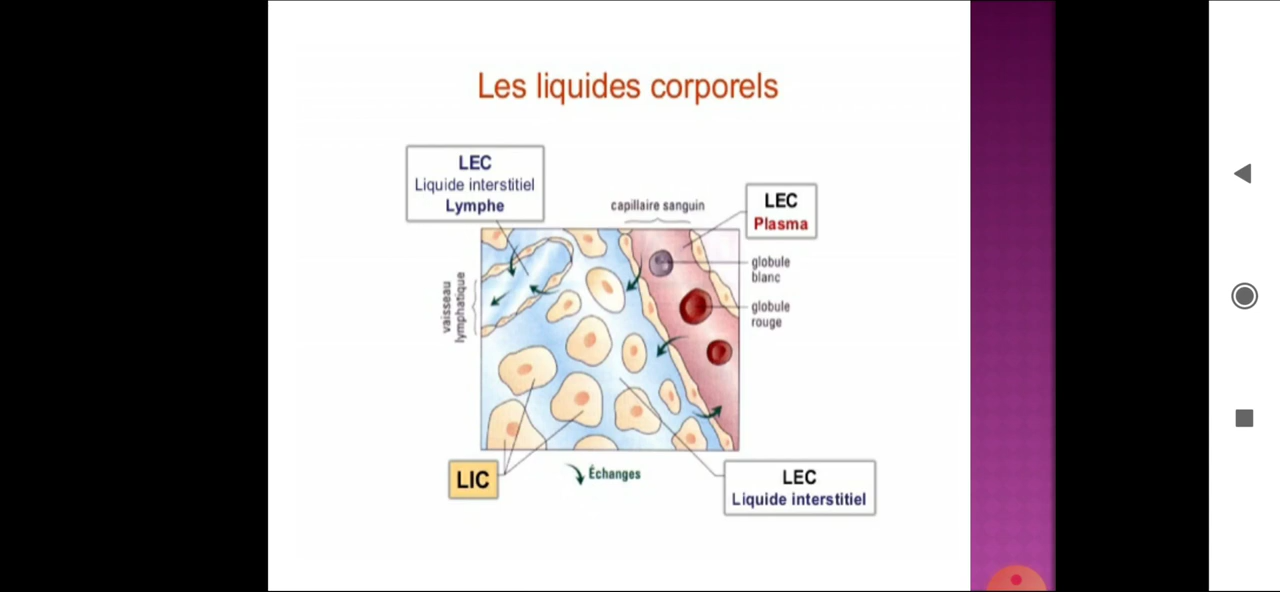 Les liquides corporels
LEC
Liquide interstitiel
Lymphe
capillaire sanguin
LEC
Plasma
globule
blanc
globule
rouge
vaisseau
lymphatique
LIC
Échanges
LEC
Liquide interstitiel